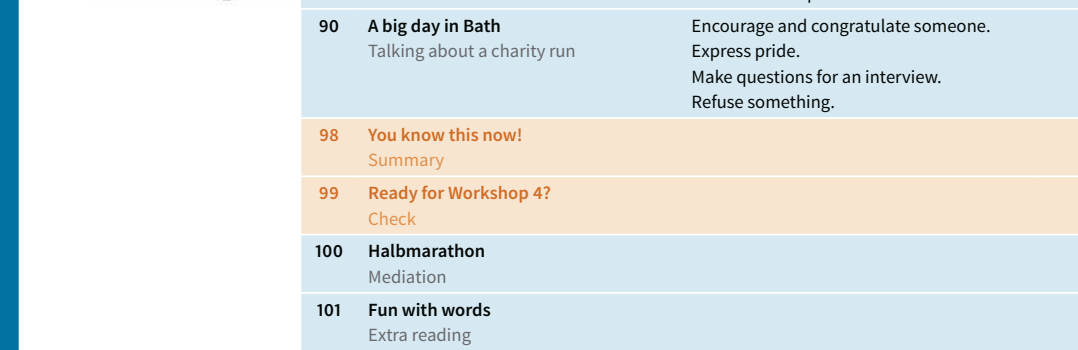 90 A big day in Bath Encourage and congratulate someone.
Talking about a charity run Express pride.
Make questions for an interview.
Refuse something.
98 You know this now!
Summary
99 Ready for Workshop 4?
Check
100 Halbmarathon
Mediation
101 Fun with words
Extra reading